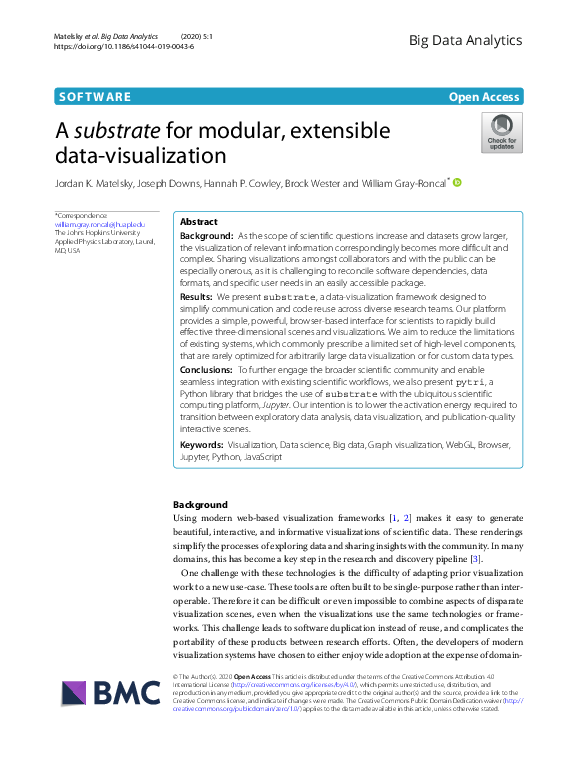 Matelsky et al. Big Data Analytics (2020) 5:1
https://doi.org/10.1186/s41044-019-0043-6
Big Data Analytics
SOFTWARE
Open Access
A substrate for modular, extensible
data-visualization
Check for
updates
Jordan K. Matelsky, Joseph Downs, Hannah P. Cowley, Brock Wester and William Gray-Roncal*
*Correspondence:
william.gray.roncal@jhuapl.edu
The Johns Hopkins University
Applied Physics Laboratory, Laurel,
MD, USA
Abstract
Background: As the scope of scientific questions increase and datasets grow larger,
the visualization of relevant information correspondingly becomes more difficult and
complex. Sharing visualizations amongst collaborators and with the public can be
especially onerous, as it is challenging to reconcile software dependencies, data
formats, and specific user needs in an easily accessible package.
Results: We present substrate, a data-visualization framework designed to
simplify communication and code reuse across diverse research teams. Our platform
provides a simple, powerful, browser-based interface for scientists to rapidly build
effective three-dimensional scenes and visualizations. We aim to reduce the limitations
of existing systems, which commonly prescribe a limited set of high-level components,
that are rarely optimized for arbitrarily large data visualization or for custom data types.
Conclusions: To further engage the broader scientific community and enable
seamless integration with existing scientific workflows, we also present pytri, a
Python library that bridges the use of substrate with the ubiquitous scientific
computing platform, Jupyter. Our intention is to lower the activation energy required to
transition between exploratory data analysis, data visualization, and publication-quality
interactive scenes.
Keywords: Visualization, Data science, Big data, Graph visualization, WebGL, Browser,
Jupyter, Python, JavaScript
Background
Using modern web-based visualization frameworks [1, 2] makes it easy to generate
beautiful, interactive, and informative visualizations of scientific data. These renderings
simplify the processes of exploring data and sharing insights with the community. In many
domains, this has become a key step in the research and discovery pipeline [3].
One challenge with these technologies is the difficulty of adapting prior visualization
work to a new use-case. These tools are often built to be single-purpose rather than inter-
operable. Therefore it can be difficult or even impossible to combine aspects of disparate
visualization scenes, even when the visualizations use the same technologies or frame-
works. This challenge leads to software duplication instead of reuse, and complicates the
portability of these products between research efforts. Often, the developers of modern
visualization systems have chosen to either enjoy wide adoption at the expense of domain-
BMC
© The Author(s). 2020 Open Access This article is distributed under the terms of the Creative Commons Attribution 4.0
International License (http://creativecommons.org/licenses/by/4.0/), which permits unrestricted use, distribution, and
reproduction in any medium, provided you give appropriate credit to the original author(s) and the source, provide a link to the
Creative Commons license, and indicate if changes were made. The Creative Commons Public Domain Dedication waiver (http://
creativecommons.org/publicdomain/zero/1.0/) applies to the data made available in this article, unless otherwise stated.